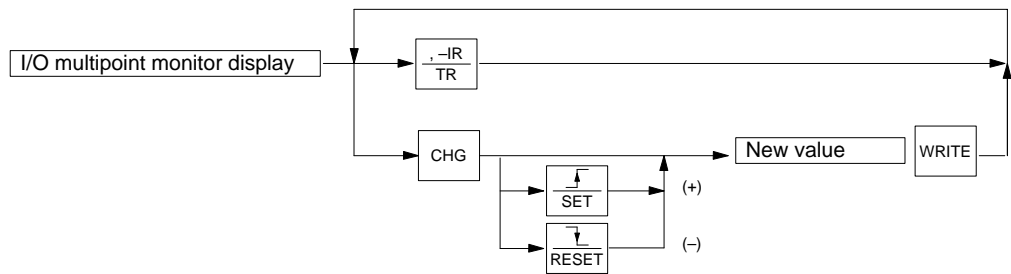 I/O multipoint monitor display
, –IR
TR
CHG
New value
WRITE
SET
(+)
RESET
(–)